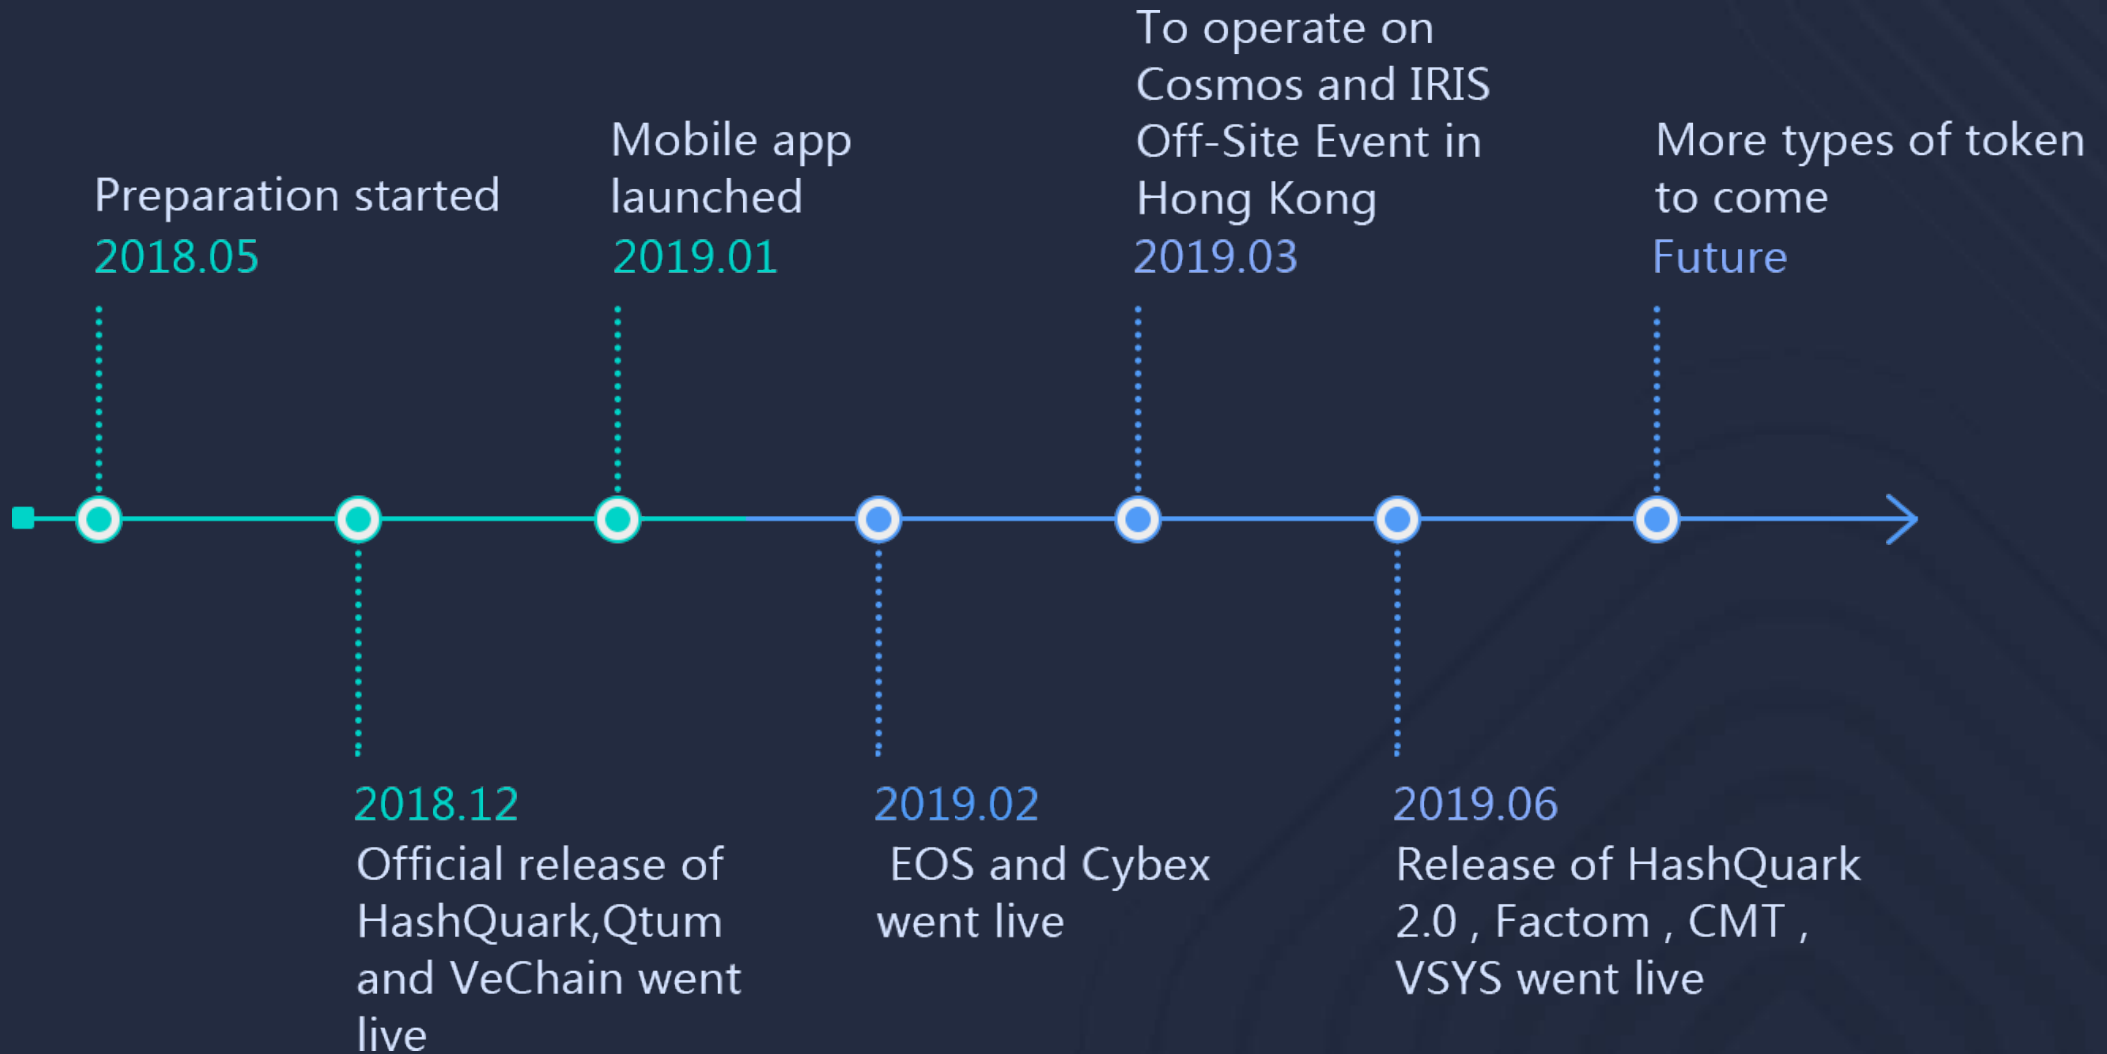 Preparation started
2018.05
2018.12
Official release of
HashQuark,Qtum
and VeChain went
live
Mobile app
launched
2019.01
2019.02
EOS and Cybex
went live
To operate on
Cosmos and IRIS
Off-Site Event in
Hong Kong
2019.03
2019.06
Release of HashQuark
2.0 , Factom , CMT ,
VSYS went live
More types of token
to come
Future